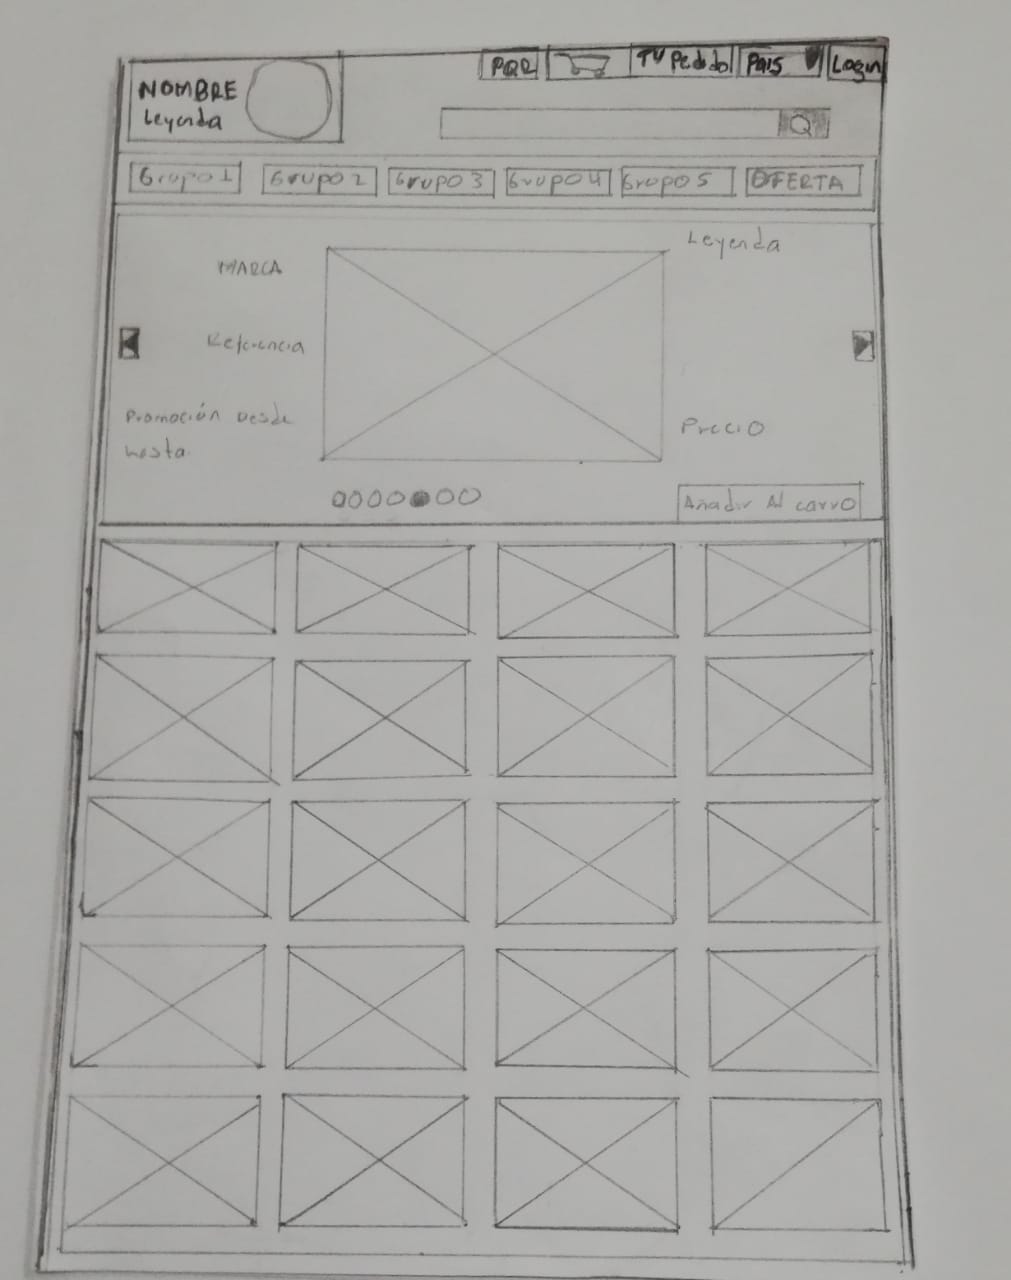 PQR
Tu Pedido
Pais
Login
NOMBRE
Leyenda
Grupo 1
Grupo 2
Grupo 3
Grupo 4
Grupo 5
OFERTA
MARCA
Leyenda
Referencia
Promoción Desde
hasta
Precio
Añadir Al carro